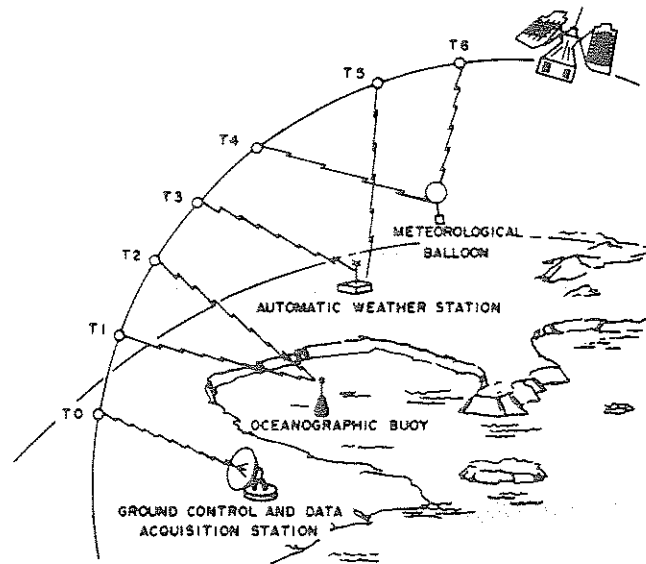 T6
T5
T4
T3
METEOROLOGICAL
BALLOON
T2
AUTOMATIC WEATHER STATION
T1
TO
OCEANOGRAPHIC BUOY
GROUND CONTROL AND DATA
ACQUISITION STATION